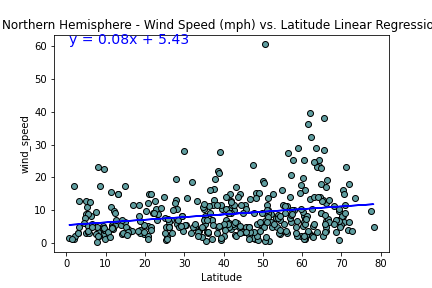 Northern Hemisphere - Wind Speed (mph) vs. Latitude Linear Regressio
y = 0.08x + 5.43
60
50
40
30
20
10
0
wind_speed
0 10 20 30 40 50 60 70 80
Latitude